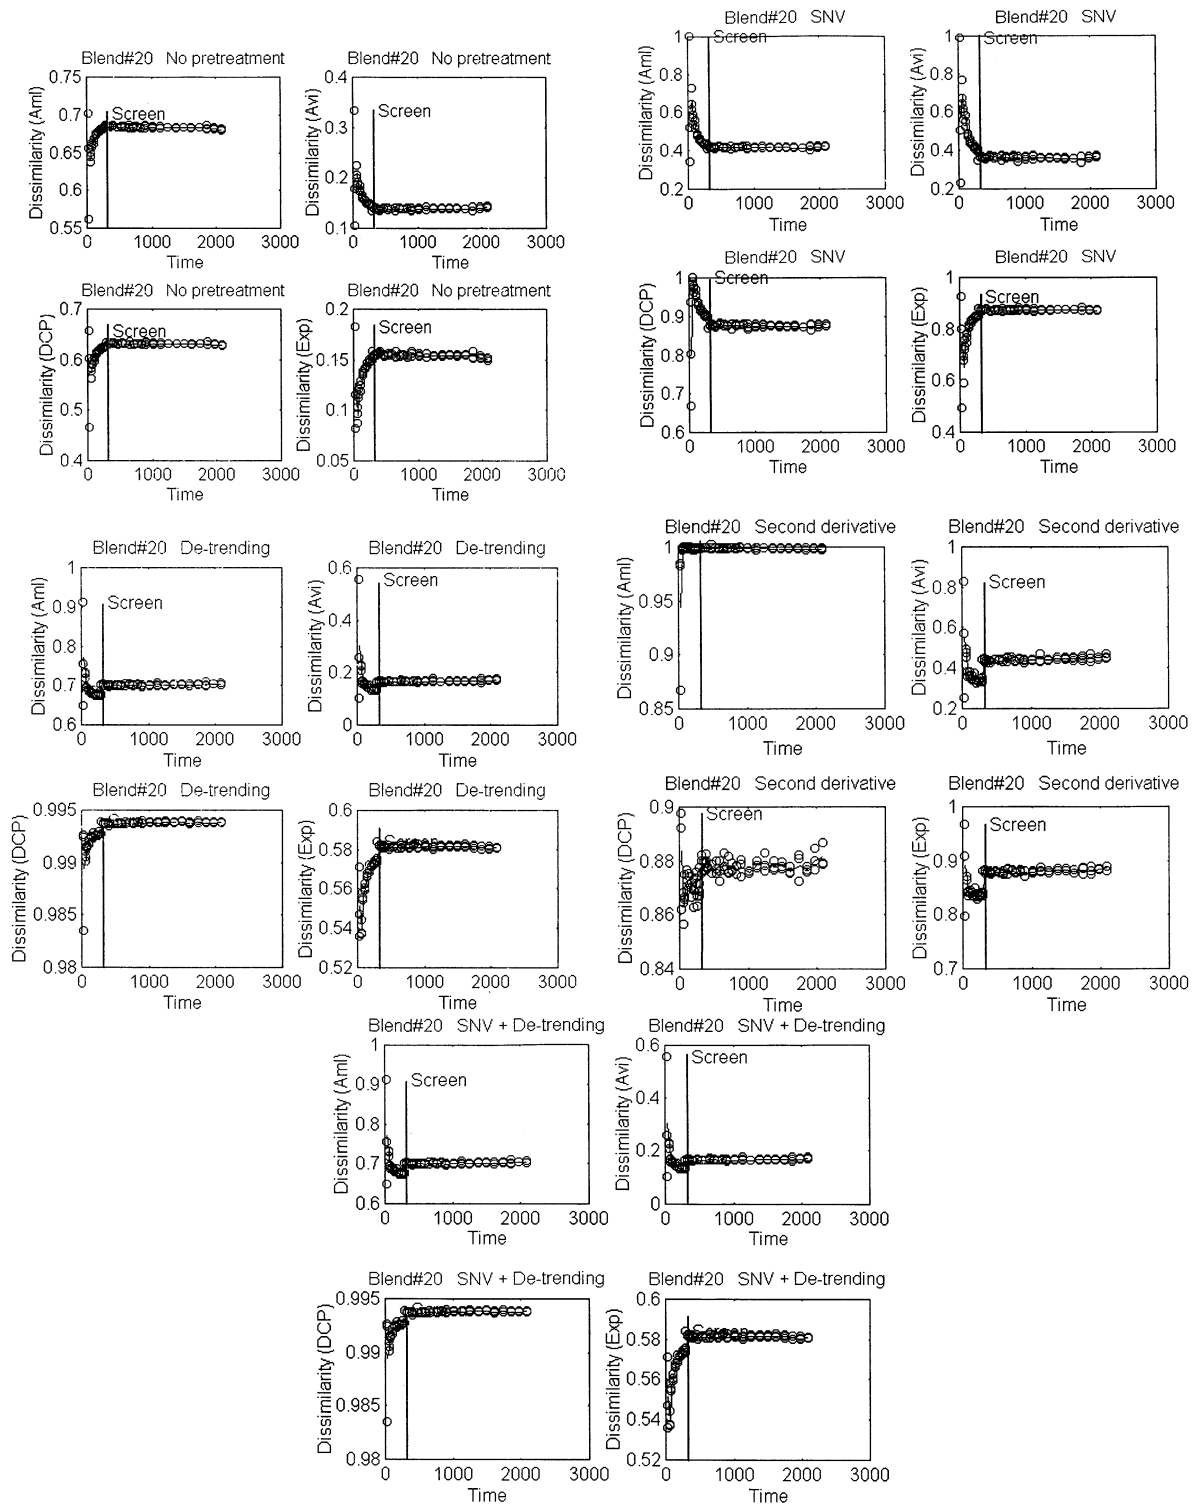 Blend#20 No pretreatment
Dissimilarity (Aml)
0.75
0.7
0.65
0.6
0.55
Screen
0 1000 2000 3000
Time
Blend#20 No pretreatment
Dissimilarity (Avi)
0.4
0.3
0.2
0.1
Screen
0 1000 2000 3000
Time
Blend#20 SNV
Dissimilarity (Aml)
1
0.8
0.6
0.4
0.2
Screen
0 1000 2000 3000
Time
Blend#20 SNV
Dissimilarity (Avi)
1
0.8
0.6
0.4
0.2
Screen
0 1000 2000 3000
Time
Blend#20 No pretreatment
Dissimilarity (DCP)
0.7
0.6
0.5
0.4
Screen
0 1000 2000 3000
Time
Blend#20 No pretreatment
Dissimilarity (Exp)
0.2
0.15
0.1
0.05
Screen
0 1000 2000 3000
Time
Blend#20 SNV
Dissimilarity (DCP)
1
0.9
0.8
0.7
0.6
Screen
0 1000 2000 3000
Time
Blend#20 SNV
Dissimilarity (Exp)
1
0.8
0.6
0.4
Screen
0 1000 2000 3000
Time
Blend#20 De-trending
Dissimilarity (Aml)
1
0.9
0.8
0.7
0.6
Screen
0 1000 2000 3000
Time
Blend#20 De-trending
Dissimilarity (Avi)
0.6
0.4
0.2
0
Screen
0 1000 2000 3000
Time
Blend#20 Second derivative
Dissimilarity (Aml)
1
0.95
0.9
0.85
0 1000 2000 3000
Time
Blend#20 Second derivative
Dissimilarity (Avi)
1
0.8
0.6
0.4
0.2
Screen
0 1000 2000 3000
Time
Blend#20 De-trending
Dissimilarity (DCP)
0.995
0.99
0.985
0.98
0 1000 2000 3000
Time
Blend#20 De-trending
Dissimilarity (Exp)
0.6
0.58
0.56
0.54
0.52
0 1000 2000 3000
Time
Blend#20 Second derivative
Dissimilarity (DCP)
0.9
0.88
0.86
0.84
Screen
0 1000 2000 3000
Time
Blend#20 Second derivative
Dissimilarity (Exp)
1
0.9
0.8
0.7
Screen
0 1000 2000 3000
Time
Blend#20 SNV + De-trending
Dissimilarity (Aml)
1
0.9
0.8
0.7
0.6
Screen
0 1000 2000 3000
Time
Blend#20 SNV + De-trending
Dissimilarity (Avi)
0.6
0.4
0.2
0
Screen
0 1000 2000 3000
Time
Blend#20 SNV + De-trending
Dissimilarity (DCP)
0.995
0.99
0.985
0.98
0 1000 2000 3000
Time
Blend#20 SNV + De-trending
Dissimilarity (Exp)
0.6
0.58
0.56
0.54
0.52
0 1000 2000 3000
Time